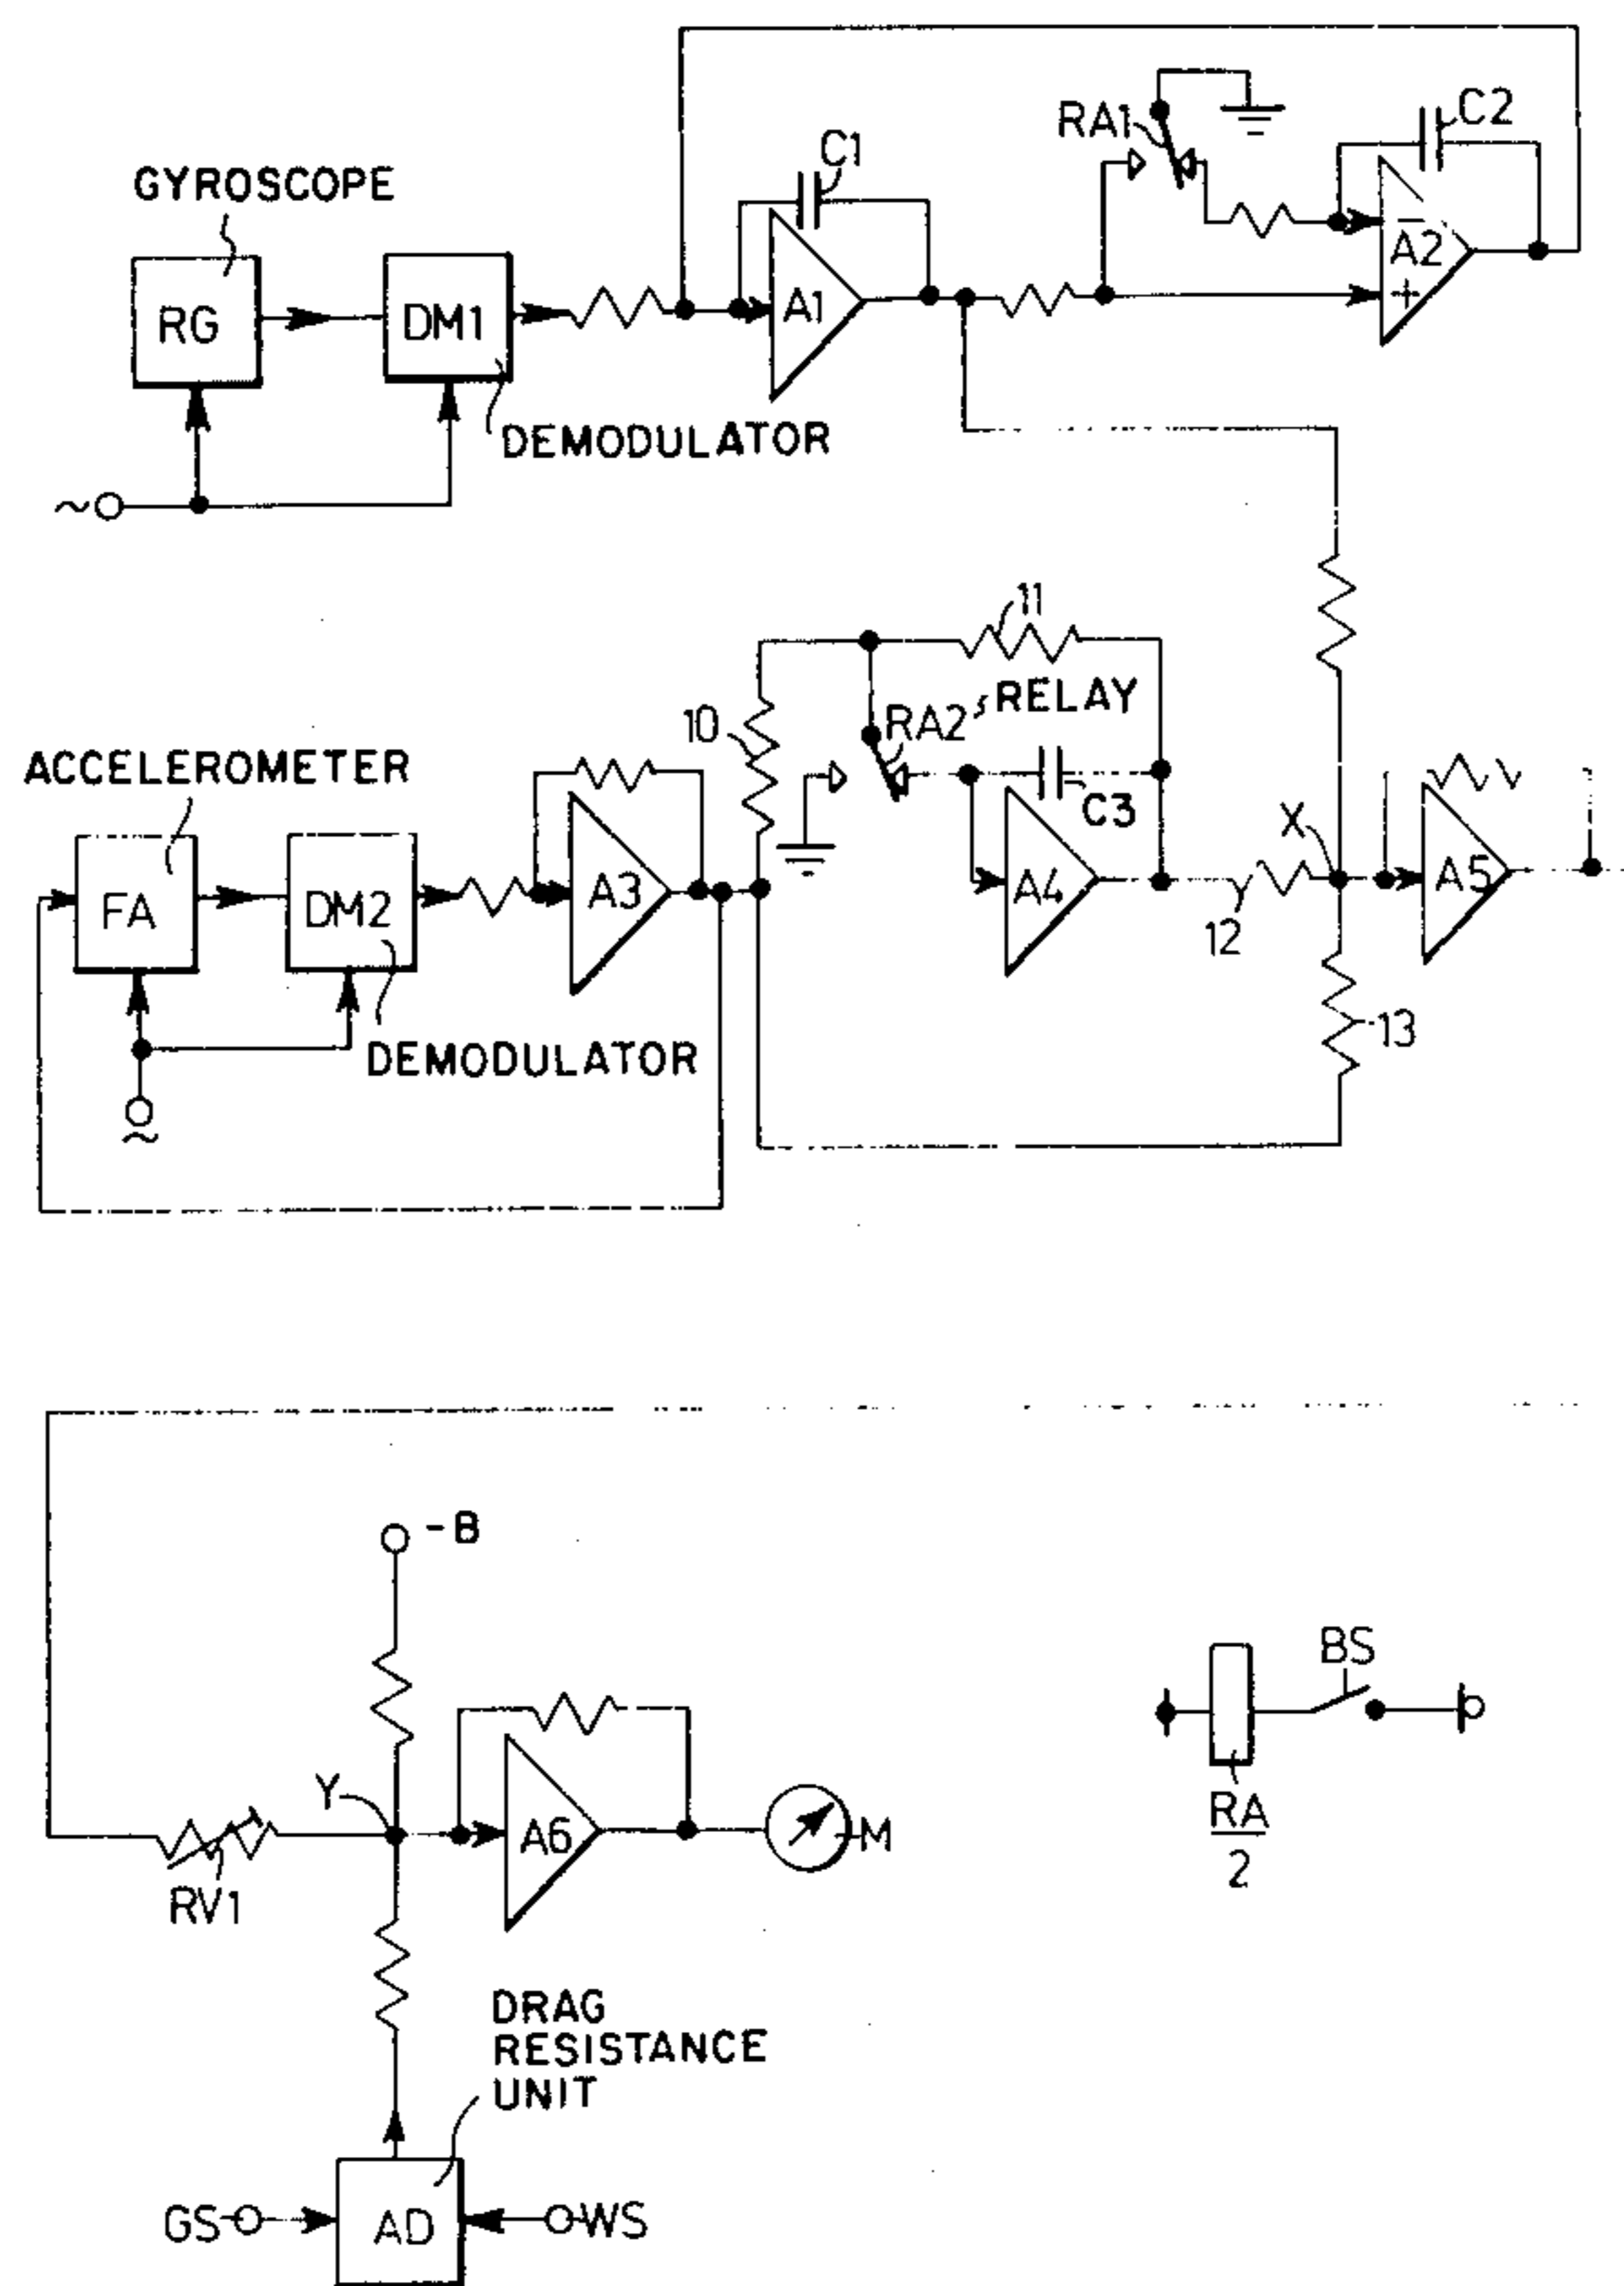 C2
RA1
C1
GYROSCOPE
−
A2
+
RG
DM1
A1
DEMODULATOR
~
11
10
RA2
RELAY
ACCELEROMETER
C3
X
FA
DM2
A3
A4
A5
12
13
DEMODULATOR
~
-B
BS
Y
A6
M
RV1
RA
2
DRAG
RESISTANCE
UNIT
GS
AD
WS